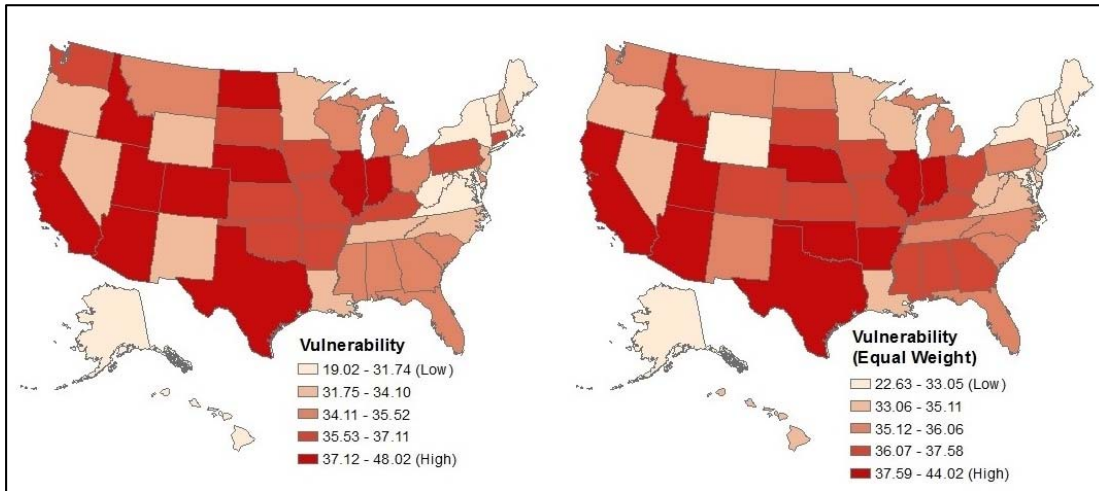 Vulnerability
19.02 - 31.74 (Low)
31.75 - 34.10
34.11 - 35.52
35.53 - 37.11
37.12 - 48.02 (High)
Vulnerability
(Equal Weight)
22.63 - 33.05 (Low)
33.06 - 35.11
35.12 - 36.06
36.07 - 37.58
37.59 - 44.02 (High)